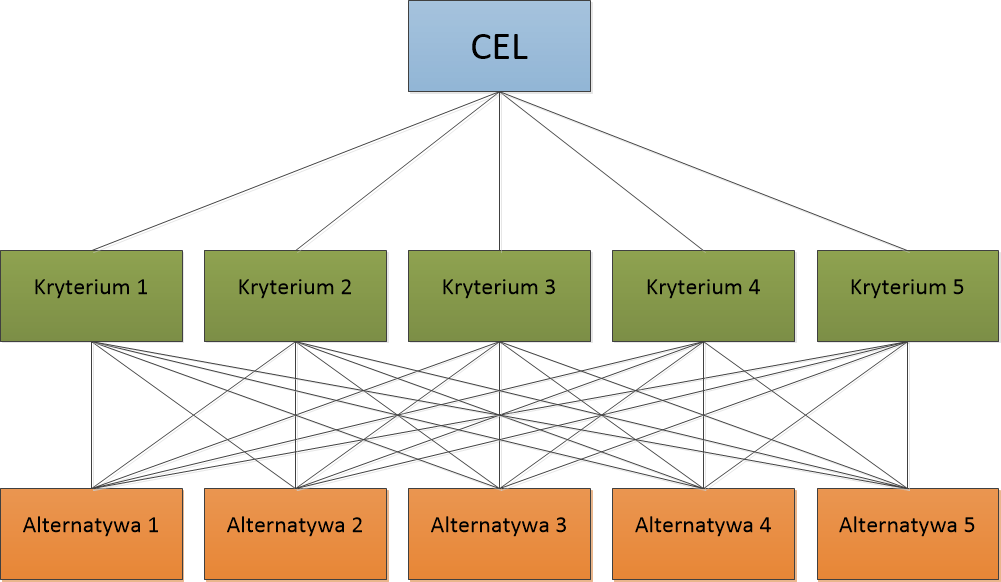 CEL
Kryterium 1
Kryterium 2
Kryterium 3
Kryterium 4
Kryterium 5
Alternatywa 1
Alternatywa 2
Alternatywa 3
Alternatywa 4
Alternatywa 5